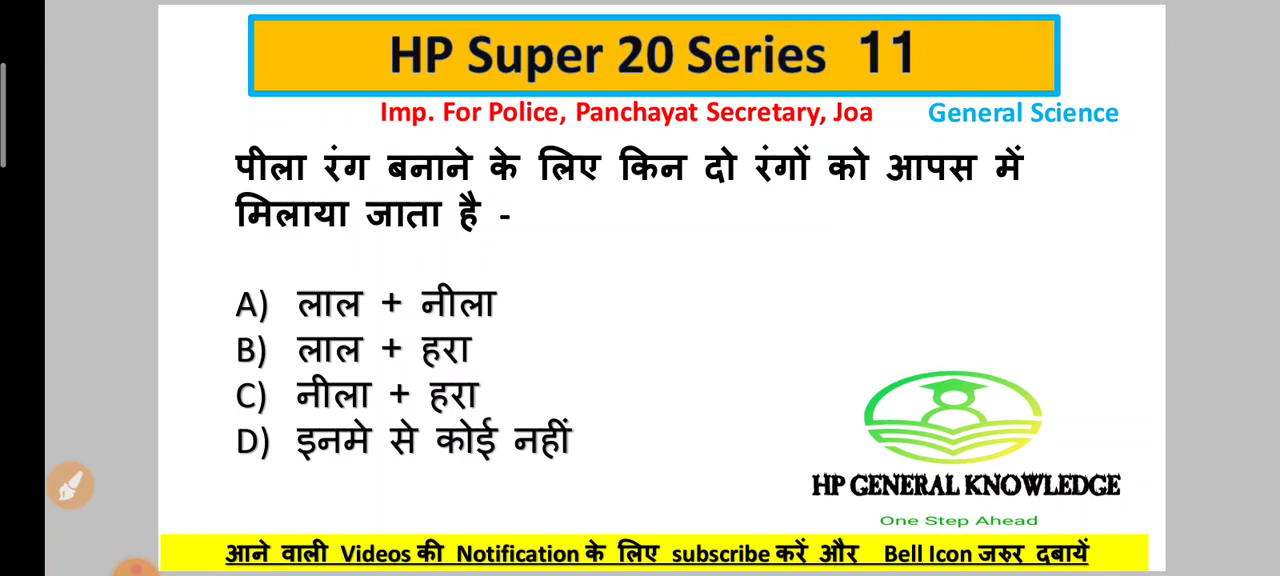 HP Super 20 Series 11
Imp. For Police, Panchayat Secretary, Joa General Science
पीला रंग बनाने के लिए किन दो रंगों को आपस में
मिलाया जाता है -
A) लाल + नीला
B) लाल + हरा
C) नीला + हरा
D) इनमे से कोई नहीं
HP GENERAL KNOWLEDGE
One Step Ahead
आने वाली Videos की Notification के लिए subscribe करें और Bell Icon जरुर दबायें